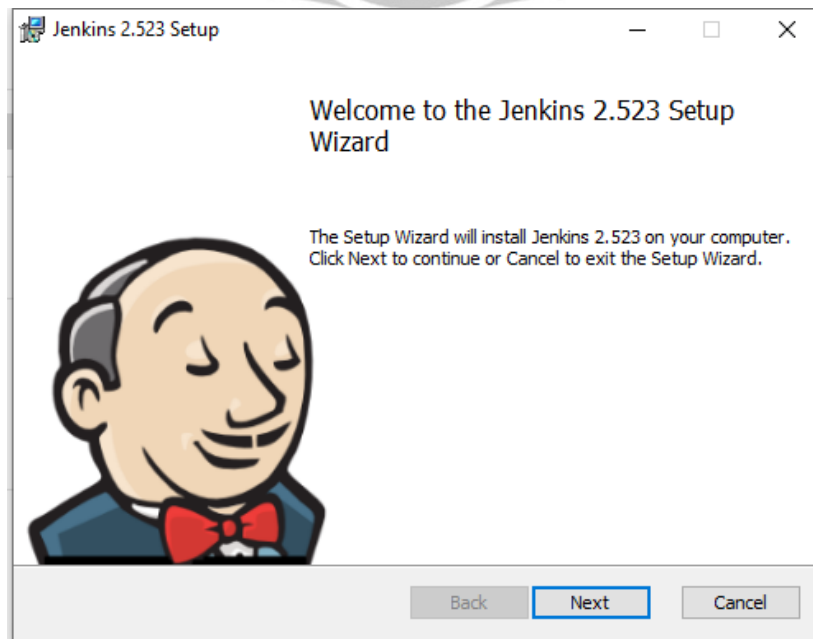 Jenkins 2.523 Setup
Welcome to the Jenkins 2.523 Setup
Wizard
The Setup Wizard will install Jenkins 2.523 on your computer.
Click Next to continue or Cancel to exit the Setup Wizard.
Back
Next
Cancel